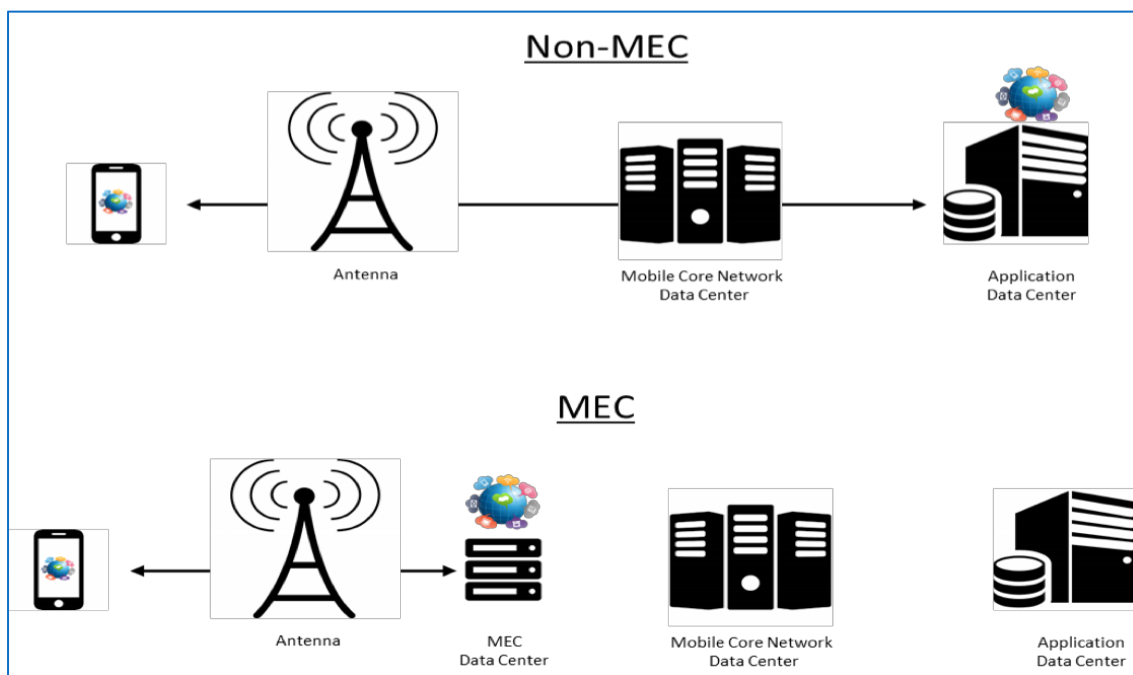 Non-MEC
Antenna
Mobile Core Network
Data Center
Application
Data Center
MEC
Antenna
MEC
Data Center
Mobile Core Network
Data Center
Application
Data Center